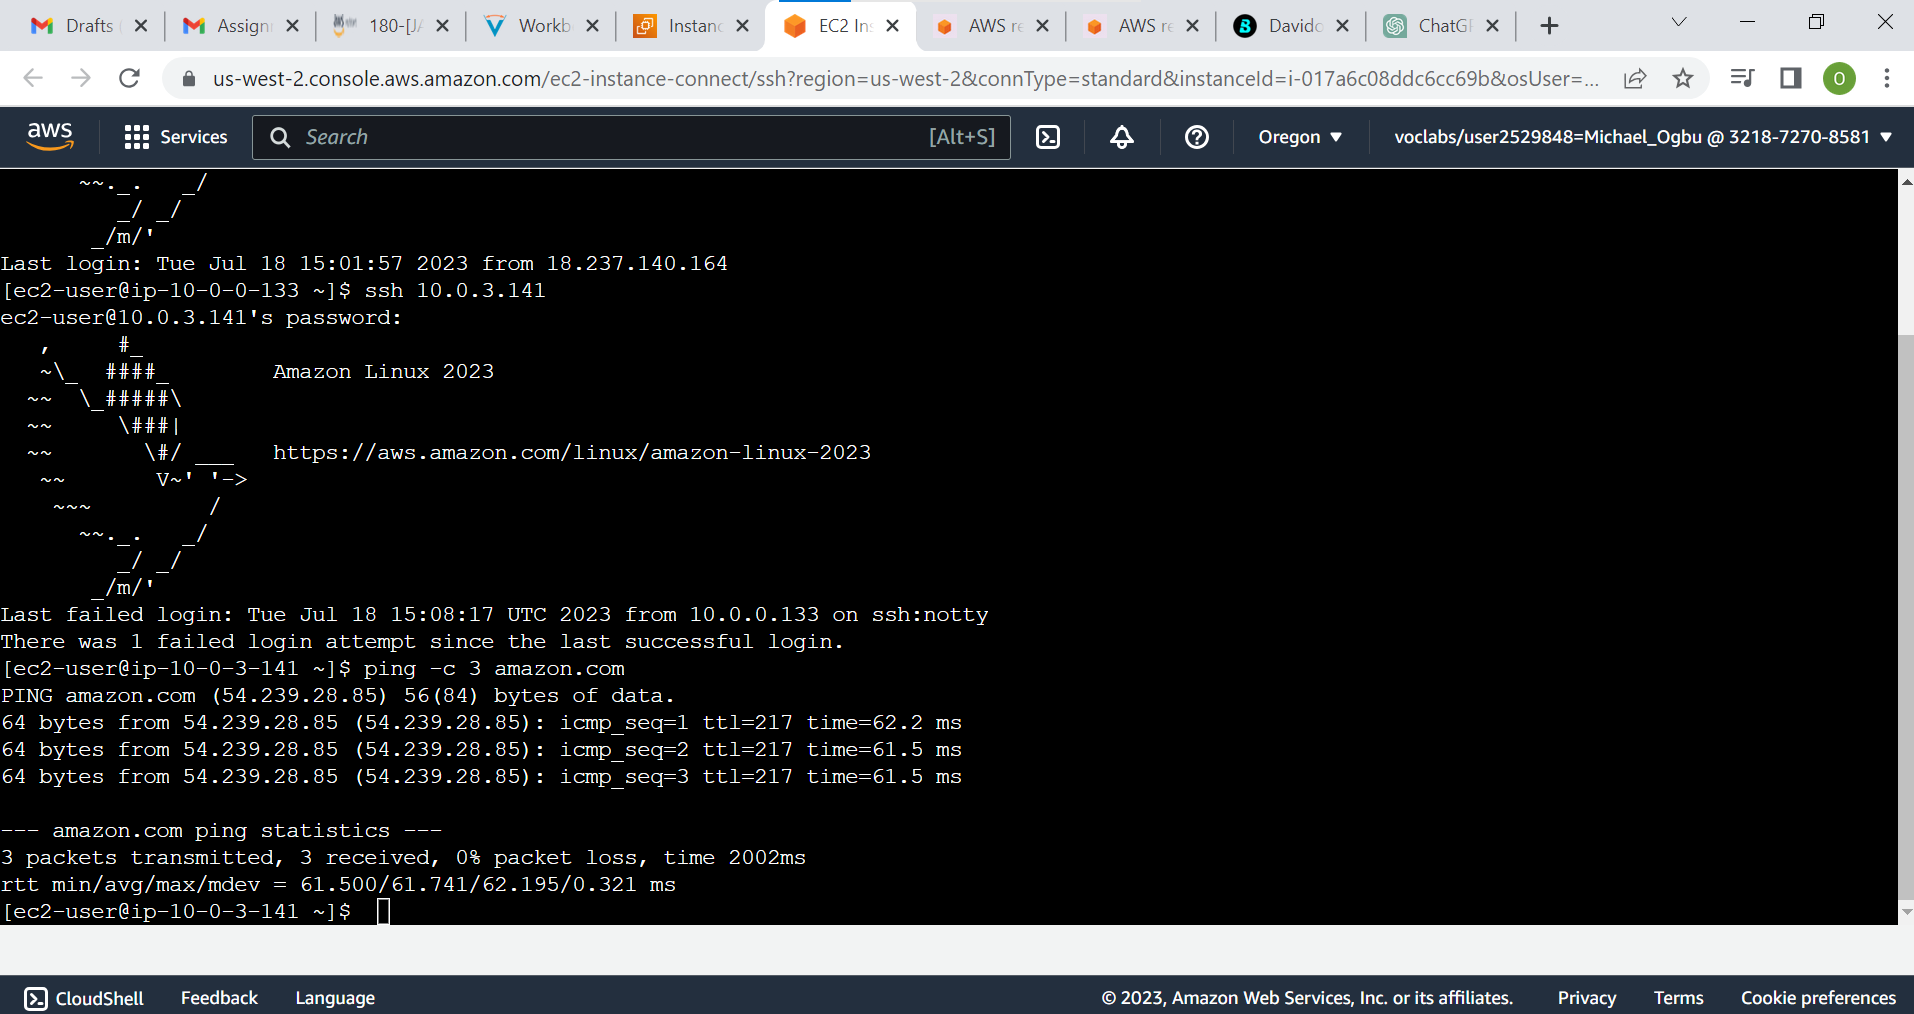 Drafts
Assign
180-[J
Workb
Instan
EC2 In
AWS re
AWS re
Davido
ChatG
us-west-2.console.aws.amazon.com/ec2-instance-connect/ssh?region=us-west-2&connType=standard&instanceId=i-017a6c08ddc6cc69b&osUser=...
O
aws
Services
Search
[Alt+S]
Oregon
voclabs/user2529848=Michael_Ogbu @ 3218-7270-8581
~~._.   _/
_/ _/
_/m/'
Last login: Tue Jul 18 15:01:57 2023 from 18.237.140.164
[ec2-user@ip-10-0-0-133 ~]$ ssh 10.0.3.141
ec2-user@10.0.3.141's password:
,     #_
~\_  ####_        Amazon Linux 2023
~~  \_#####\
~~     \###|
~~       \#/ ___   https://aws.amazon.com/linux/amazon-linux-2023
~~       V~' '->
~~~         /
~~._.   _/
_/ _/
_/m/'
Last failed login: Tue Jul 18 15:08:17 UTC 2023 from 10.0.0.133 on ssh:notty
There was 1 failed login attempt since the last successful login.
[ec2-user@ip-10-0-3-141 ~]$ ping -c 3 amazon.com
PING amazon.com (54.239.28.85) 56(84) bytes of data.
64 bytes from 54.239.28.85 (54.239.28.85): icmp_seq=1 ttl=217 time=62.2 ms
64 bytes from 54.239.28.85 (54.239.28.85): icmp_seq=2 ttl=217 time=61.5 ms
64 bytes from 54.239.28.85 (54.239.28.85): icmp_seq=3 ttl=217 time=61.5 ms
--- amazon.com ping statistics ---
3 packets transmitted, 3 received, 0% packet loss, time 2002ms
rtt min/avg/max/mdev = 61.500/61.741/62.195/0.321 ms
[ec2-user@ip-10-0-3-141 ~]$
CloudShell
Feedback
Language
© 2023, Amazon Web Services, Inc. or its affiliates.
Privacy
Terms
Cookie preferences